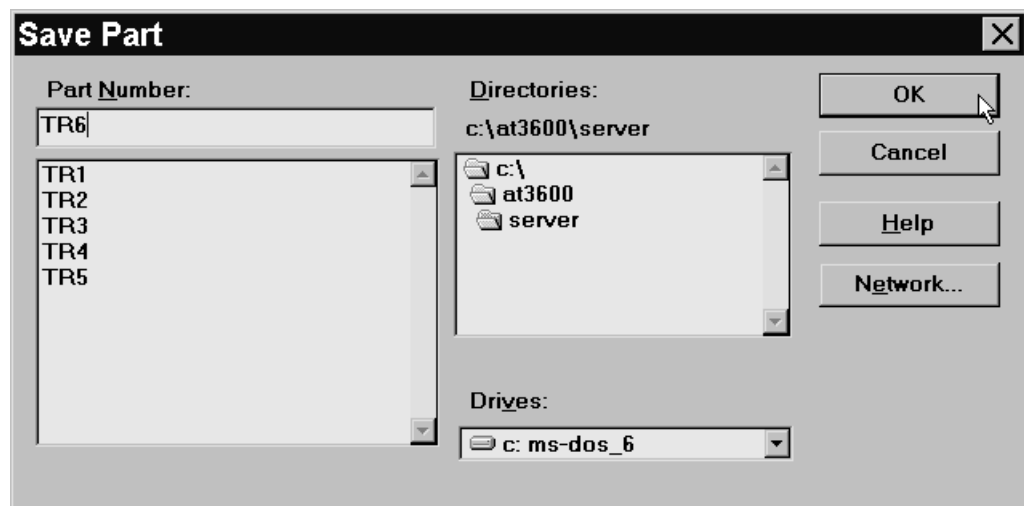 Save Part
Part Number:
TR6
TR1
TR2
TR3
TR4
TR5
Directories:
c:\at3600\server
c:\
at3600
server
Drives:
c: ms-dos_6
OK
Cancel
Help
Network...